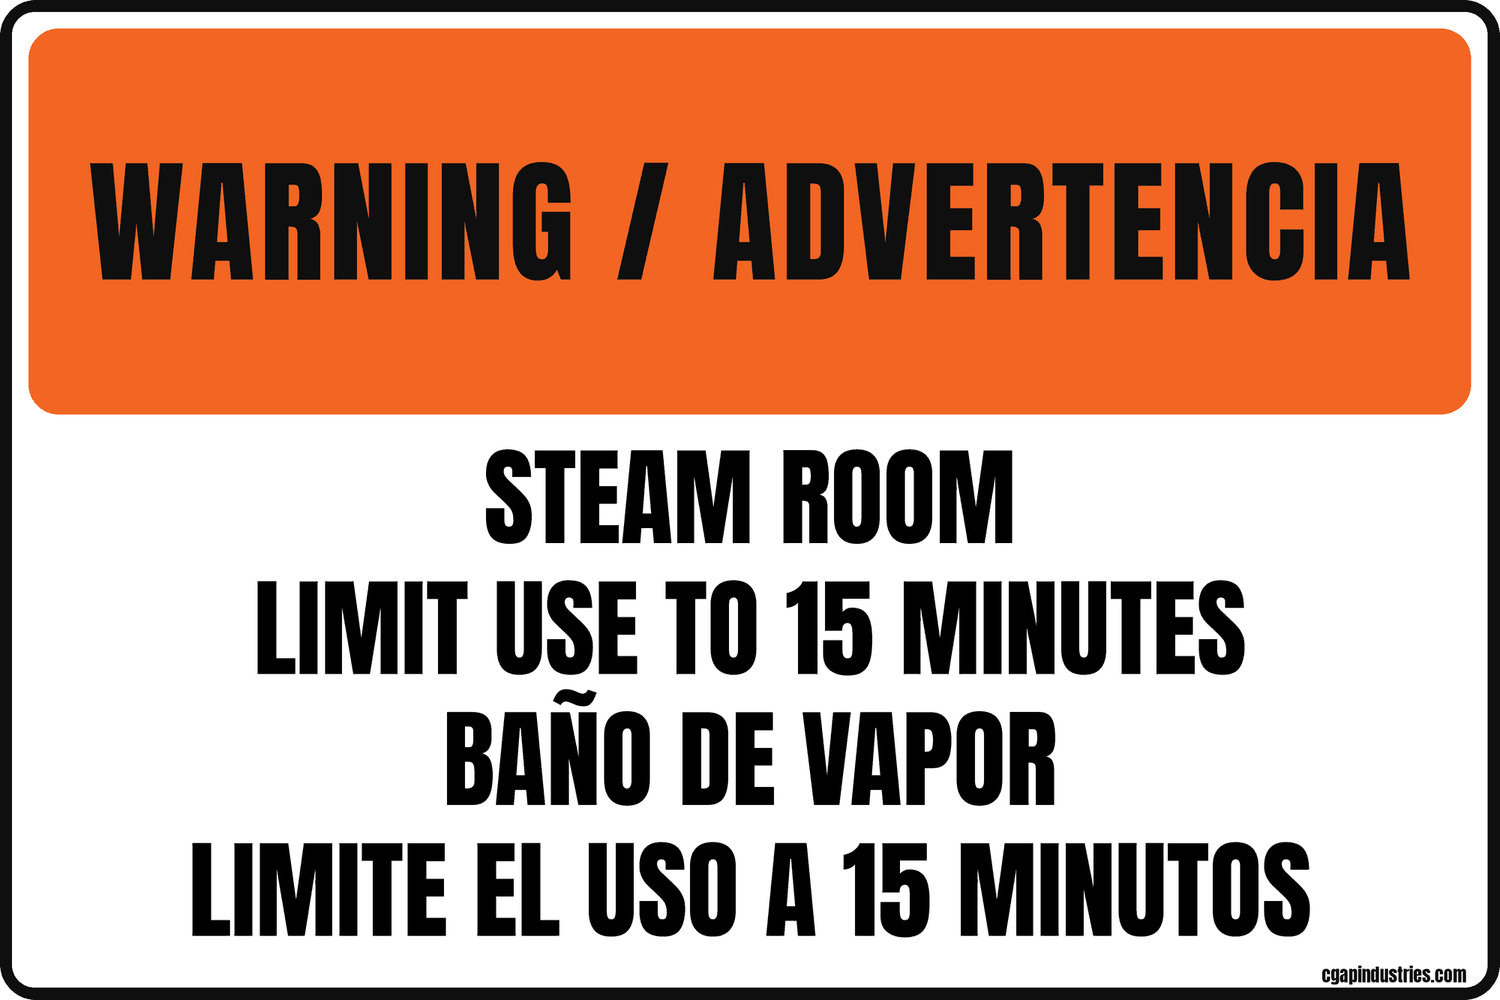 WARNING / ADVERTENCIA
STEAM ROOM
LIMIT USE TO 15 MINUTES
BAÑO DE VAPOR
LIMITE EL USO A 15 MINUTOS
cgapindustries.com